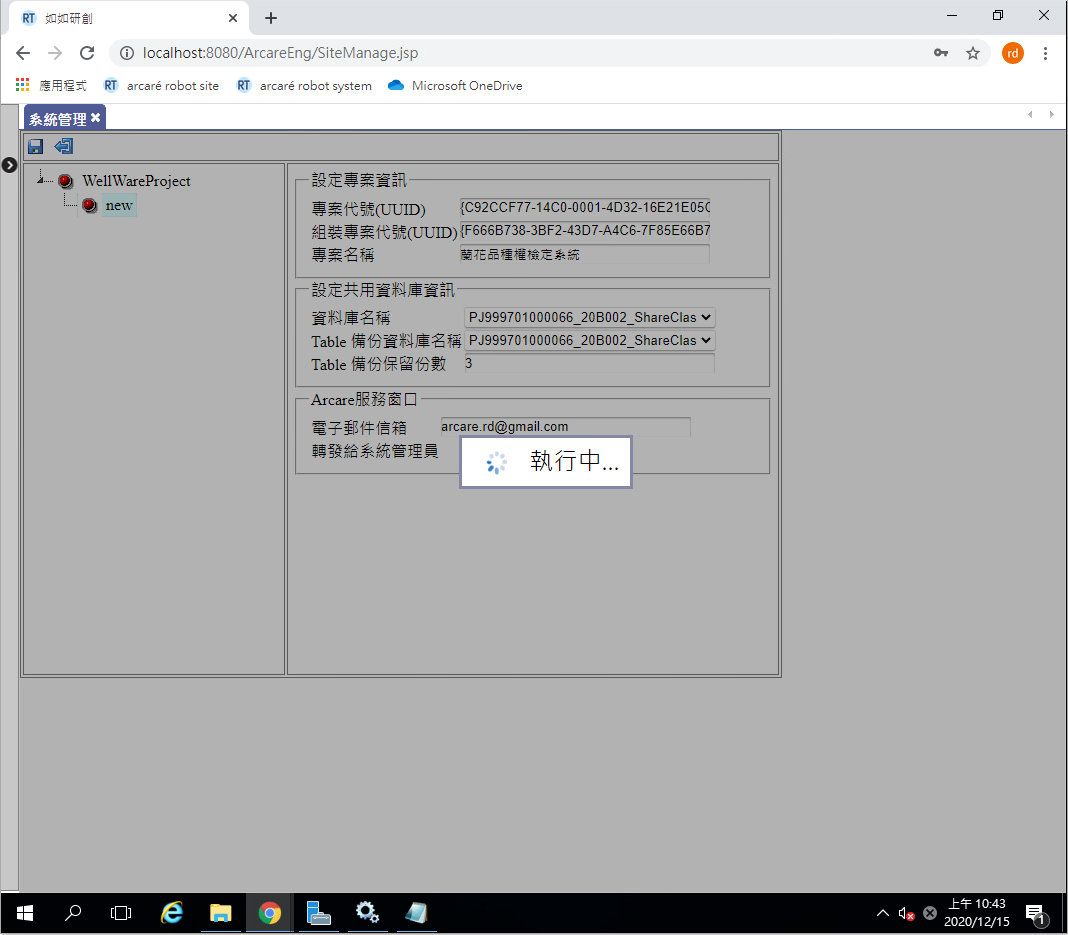 如如研創
localhost:8080/ArcareEng/SiteManage.jsp
rd
應用程式 RT arcaré robot site RT arcaré robot system Microsoft OneDrive
系統管理
WellWareProject
new
設定專案資訊
專案代號(UUID) {C92CCF77-14C0-0001-4D32-16E21E05C
組裝專案代號(UUID) {F666B738-3BF2-43D7-A4C6-7F85E66B7
專案名稱 蘭花品種權檢定系統
設定共用資料庫資訊
資料庫名稱 PJ999701000066_20B002_ShareClas
Table 備份資料庫名稱 PJ999701000066_20B002_ShareClas
Table 備份保留份數 3
Arcare服務窗口
電子郵件信箱 arcare.rd@gmail.com
轉發給系統管理員
執行中...
上午 10:43
2020/12/15
1